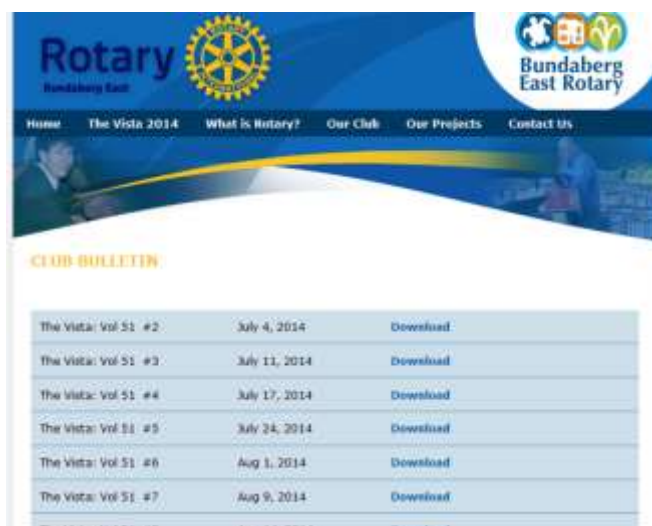 Rotary
Bundaberg East
Bundaberg
East Rotary
Home The Vista 2014 What is Rotary? Our Club Our Projects Contact Us
CLUB BULLETIN
The Vista: Vol 51 #2 July 4, 2014 Download
The Vista: Vol 51 #3 July 11, 2014 Download
The Vista: Vol 51 #4 July 17, 2014 Download
The Vista: Vol 51 #5 July 24, 2014 Download
The Vista: Vol 51 #6 Aug 1, 2014 Download
The Vista: Vol 51 #7 Aug 9, 2014 Download